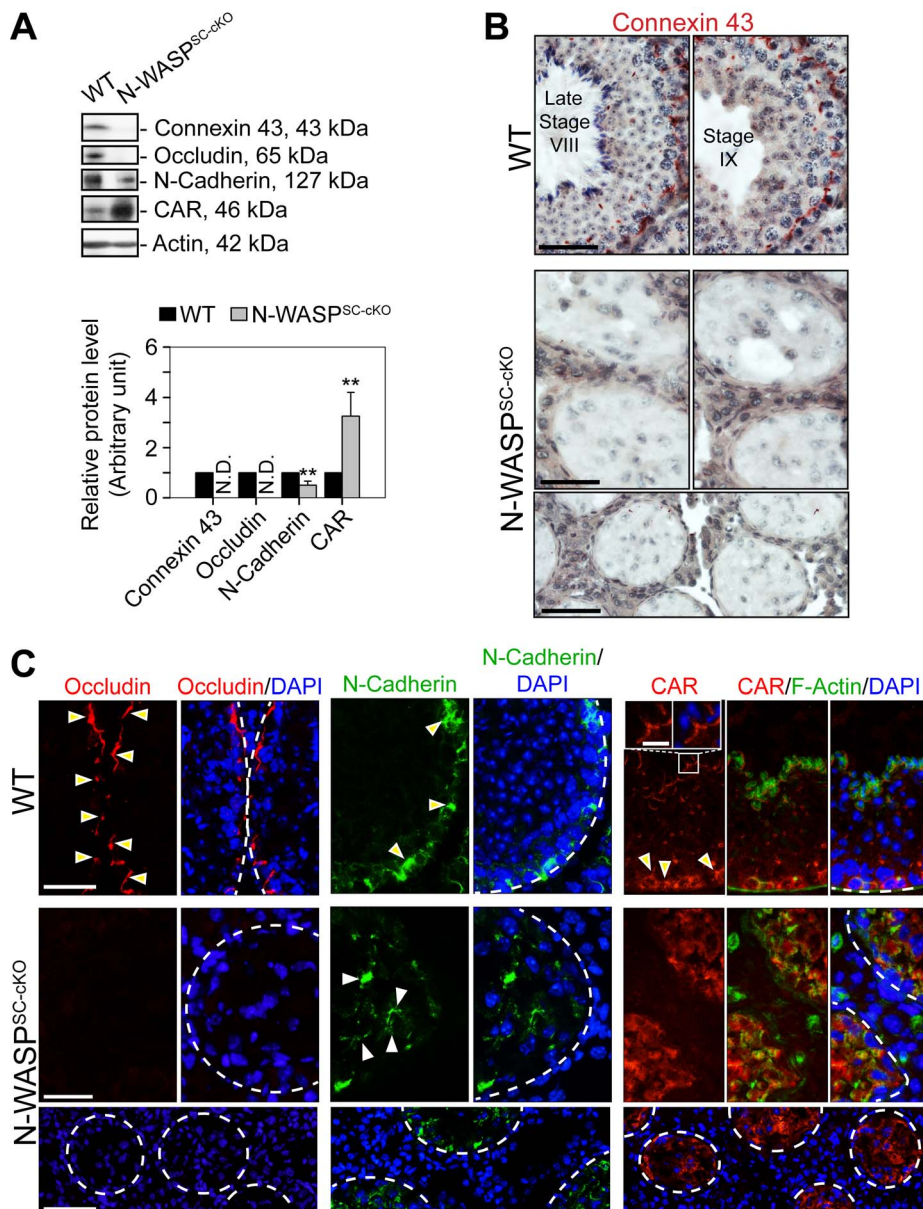 A
WT
N-WASPSC-cKO
- Connexin 43, 43 kDa
- Occludin, 65 kDa
- N-Cadherin, 127 kDa
- CAR, 46 kDa
- Actin, 42 kDa
WT
N-WASPSC-cKO
Relative protein level
(Arbitrary unit)
6
4
2
0
N.D.
N.D.
**
**
Connexin 43
Occludin
N-Cadherin
CAR
B
Connexin 43
WT
Late
Stage
VIII
Stage
IX
N-WASPSC-cKO
C
Occludin
Occludin/DAPI
N-Cadherin
N-Cadherin/
DAPI
CAR
CAR/F-Actin/DAPI
WT
N-WASPSC-cKO